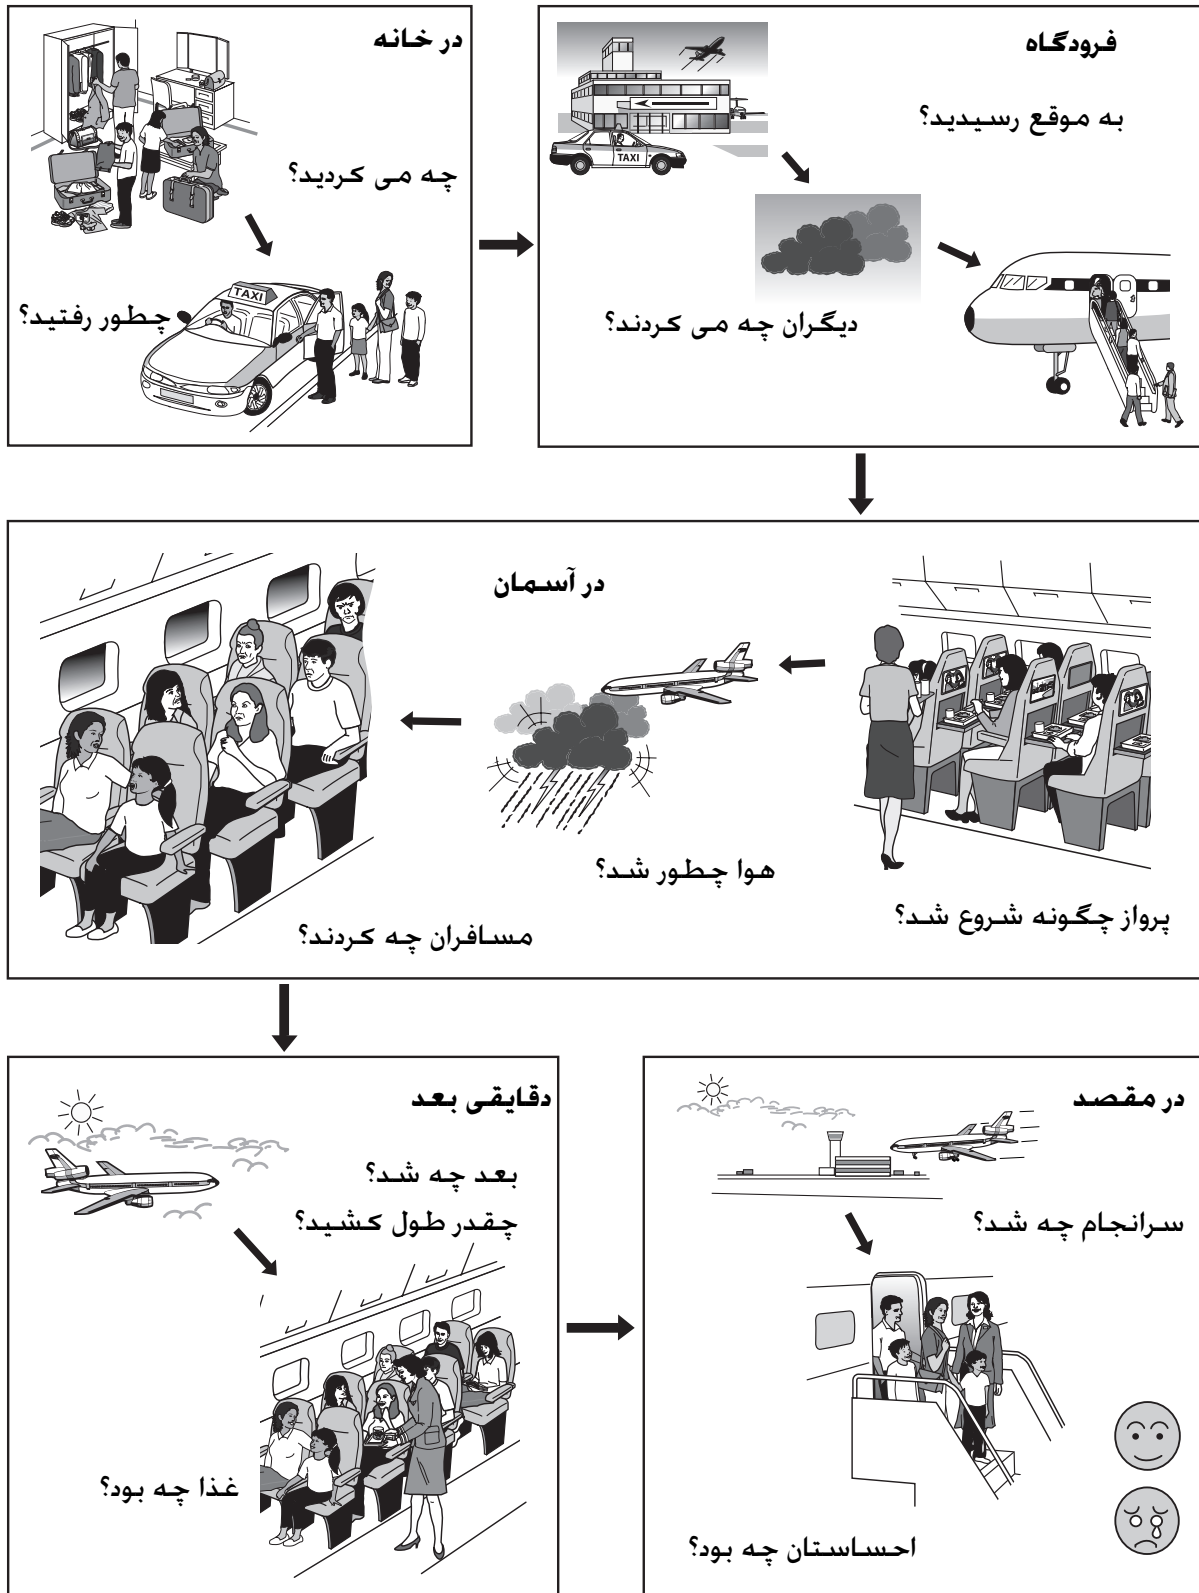 در خانه
چه می کردید؟
TAXI
چطور رفتید؟
فرودگاه
به موقع رسیدید؟
TAXI
دیگران چه می کردند؟
در آسمان
پرواز چگونه شروع شد؟
هوا چطور شد؟
مسافران چه کردند؟
دقایقی بعد
بعد چه شد؟
چقدر طول کشید؟
غذا چه بود؟
در مقصد
سرانجام چه شد؟
احساستان چه بود؟